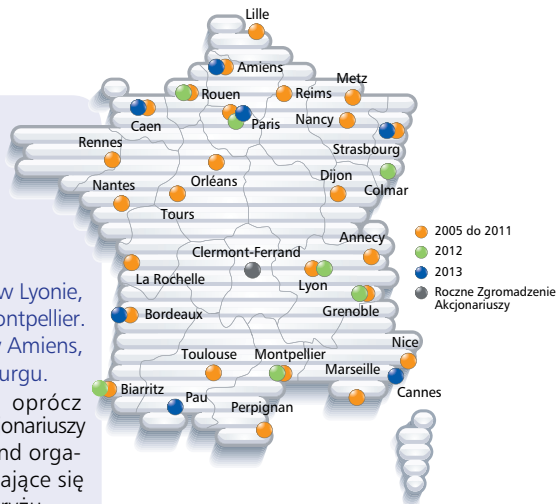 Lille
Amiens
Metz
Rouen
Reims
Caen
Paris
Nancy
Rennes
Strasbourg
Orléans
Dijon
Colmar
Nantes
Tours
2005 do 2011
Annecy
2012
Clermont-Ferrand
2013
La Rochelle
Lyon
Roczne Zgromadzenie
Akcjonariuszy
Grenoble
w Lyonie,
ontpellier.
Bordeaux
Amiens,
Nice
Toulouse
Montpellier
Marseille
urgu.
Biarritz
Cannes
Pau
oprócz
Perpignan
onariuszy
nd orga-
ające się